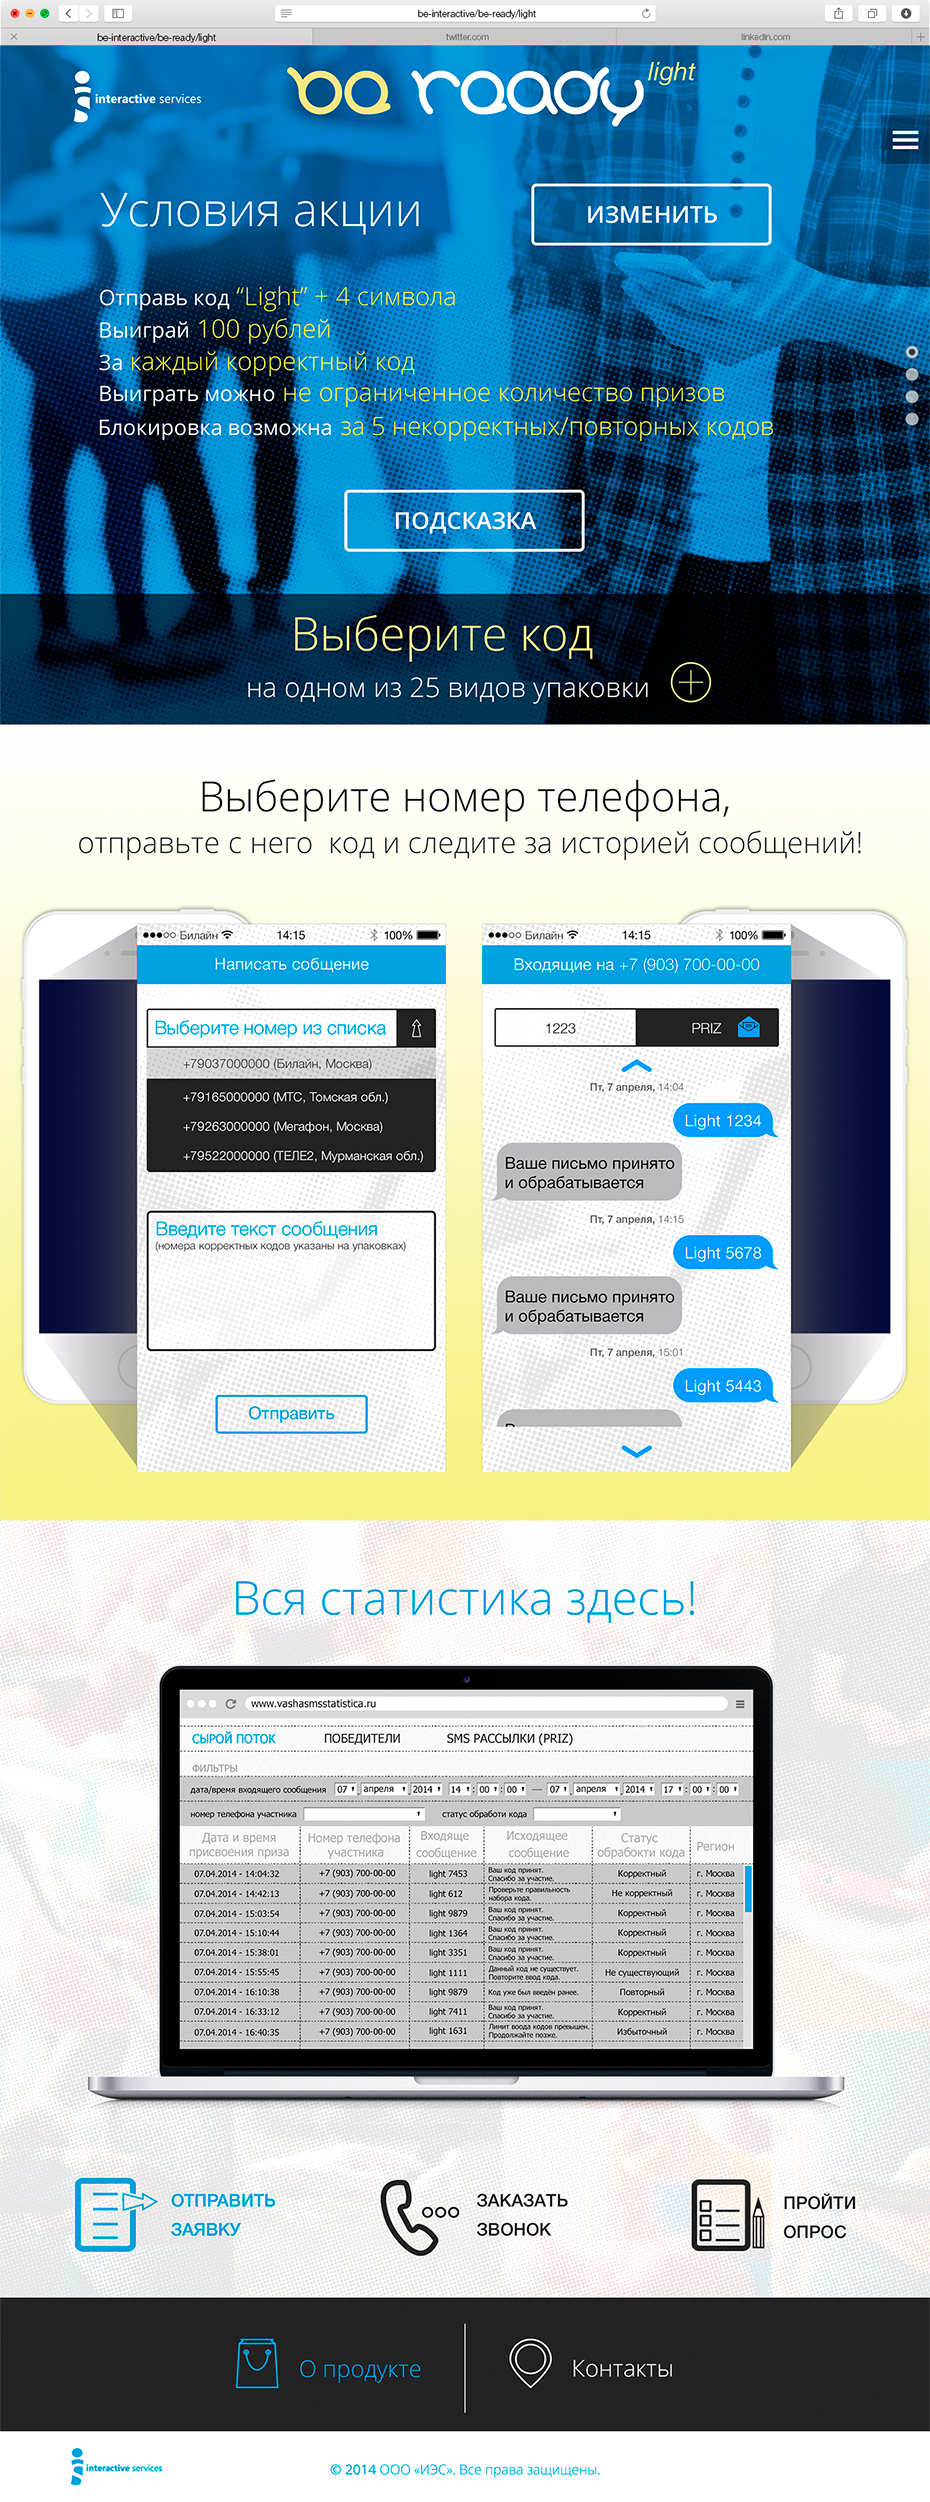 be-interactive/be-ready/light
be-interactive/be-ready/light
twitter.com
linkedin.com
interactive services
be ready light
Условия акции
ИЗМЕНИТЬ
Отправь код “Light” + 4 символа
Выиграй 100 рублей
За каждый корректный код
Выиграть можно не ограниченное количество призов
Блокировка возможна за 5 некорректных/повторных кодов
ПОДСКАЗКА
Выберите код
на одном из 25 видов упаковки
Выберите номер телефона,
отправьте с него код и следите за историей сообщений!
Билайн 14:15 100%
Написать собщение
Выберите номер из списка
+79037000000 (Билайн, Москва)
+79165000000 (МТС, Томская обл.)
+79263000000 (Мегафон, Москва)
+79522000000 (ТЕЛЕ2, Мурманская обл.)
Введите текст сообщения
(номера корректных кодов указаны на упаковках)
Отправить
Билайн 14:15 100%
Входящие на +7 (903) 700-00-00
1223 PRIZ
Пт, 7 апреля, 14:04
Light 1234
Ваше письмо принято
и обрабатывается
Пт, 7 апреля, 14:15
Light 5678
Ваше письмо принято
и обрабатывается
Пт, 7 апреля, 15:01
Light 5443
Вся статистика здесь!
www.vashasmsstatistica.ru
СЫРОЙ ПОТОК ПОБЕДИТЕЛИ SMS РАССЫЛКИ (PRIZ)
ФИЛЬТРЫ
дата/время входящего сообщения 07 . апреля . 2014 14 : 00 : 00 — 07 . апреля . 2014 17 : 00 : 00
номер телефона участника статус обработи кода
Дата и время присвоения приза Номер телефона участника Входяще сообщение Исходящее сообщение Статус обрабокти кода Регион
07.04.2014 - 14:04:32 +7 (903) 700-00-00 light 7453 Ваш код принят. Спасибо за участие. Корректный г. Москва
07.04.2014 - 14:42:13 +7 (903) 700-00-00 light 612 Проверьте правильность набора кода. Не корректный г. Москва
07.04.2014 - 15:03:54 +7 (903) 700-00-00 light 9879 Ваш код принят. Спасибо за участие. Корректный г. Москва
07.04.2014 - 15:10:44 +7 (903) 700-00-00 light 1364 Ваш код принят. Спасибо за участие. Корректный г. Москва
07.04.2014 - 15:38:01 +7 (903) 700-00-00 light 3351 Ваш код принят. Спасибо за участие. Корректный г. Москва
07.04.2014 - 15:55:45 +7 (903) 700-00-00 light 1111 Данный код не существует. Повторите ввод кода. Не существующий г. Москва
07.04.2014 - 16:10:38 +7 (903) 700-00-00 light 9879 Код уже был введён ранее. Повторный г. Москва
07.04.2014 - 16:33:12 +7 (903) 700-00-00 light 7411 Ваш код принят. Спасибо за участие. Корректный г. Москва
07.04.2014 - 16:40:35 +7 (903) 700-00-00 light 1631 Лимит воода кодов превышен. Продолжайте позже. Избыточный г. Москва
ОТПРАВИТЬ
ЗАЯВКУ
ЗАКАЗАТЬ
ЗВОНОК
ПРОЙТИ
ОПРОС
О продукте
Контакты
interactive services
© 2014 ООО «ИЭС». Все права защищены.